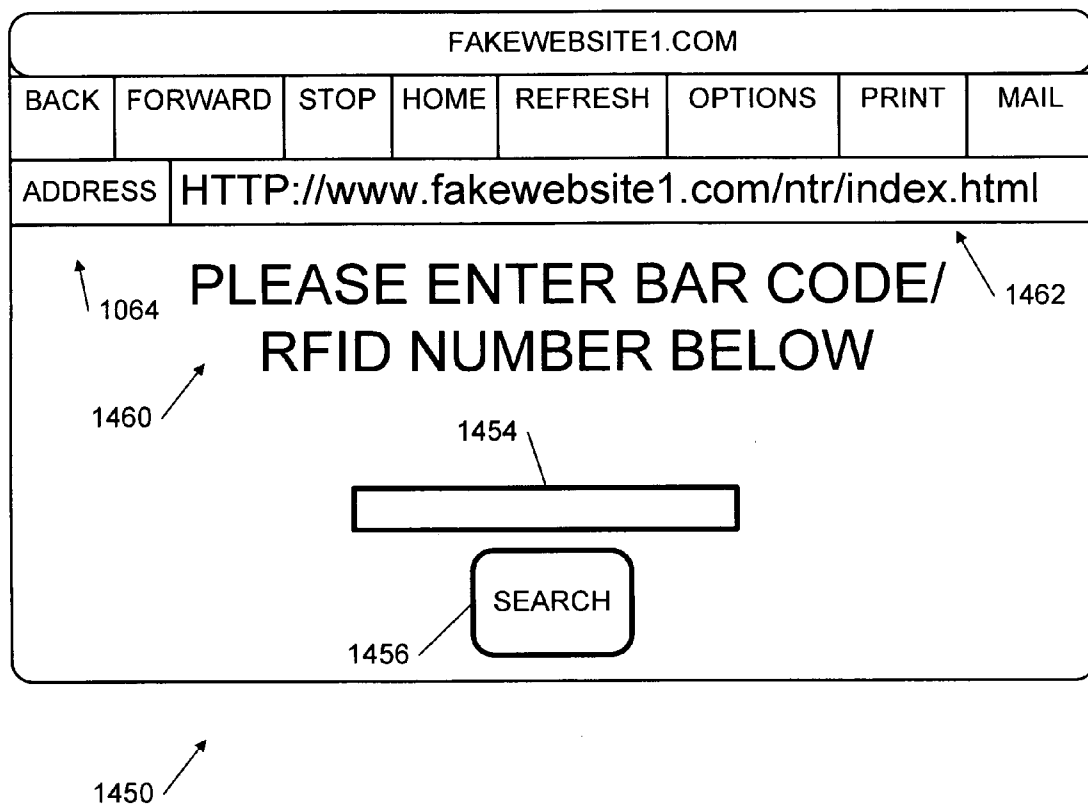 FAKEWEBSITE1.COM
BACK FORWARD STOP HOME REFRESH OPTIONS PRINT MAIL
ADDRESS HTTP://www.fakewebsite1.com/ntr/index.html
PLEASE ENTER BAR CODE/
1064
1462
RFID NUMBER BELOW
1460
1454
SEARCH
1456
1450